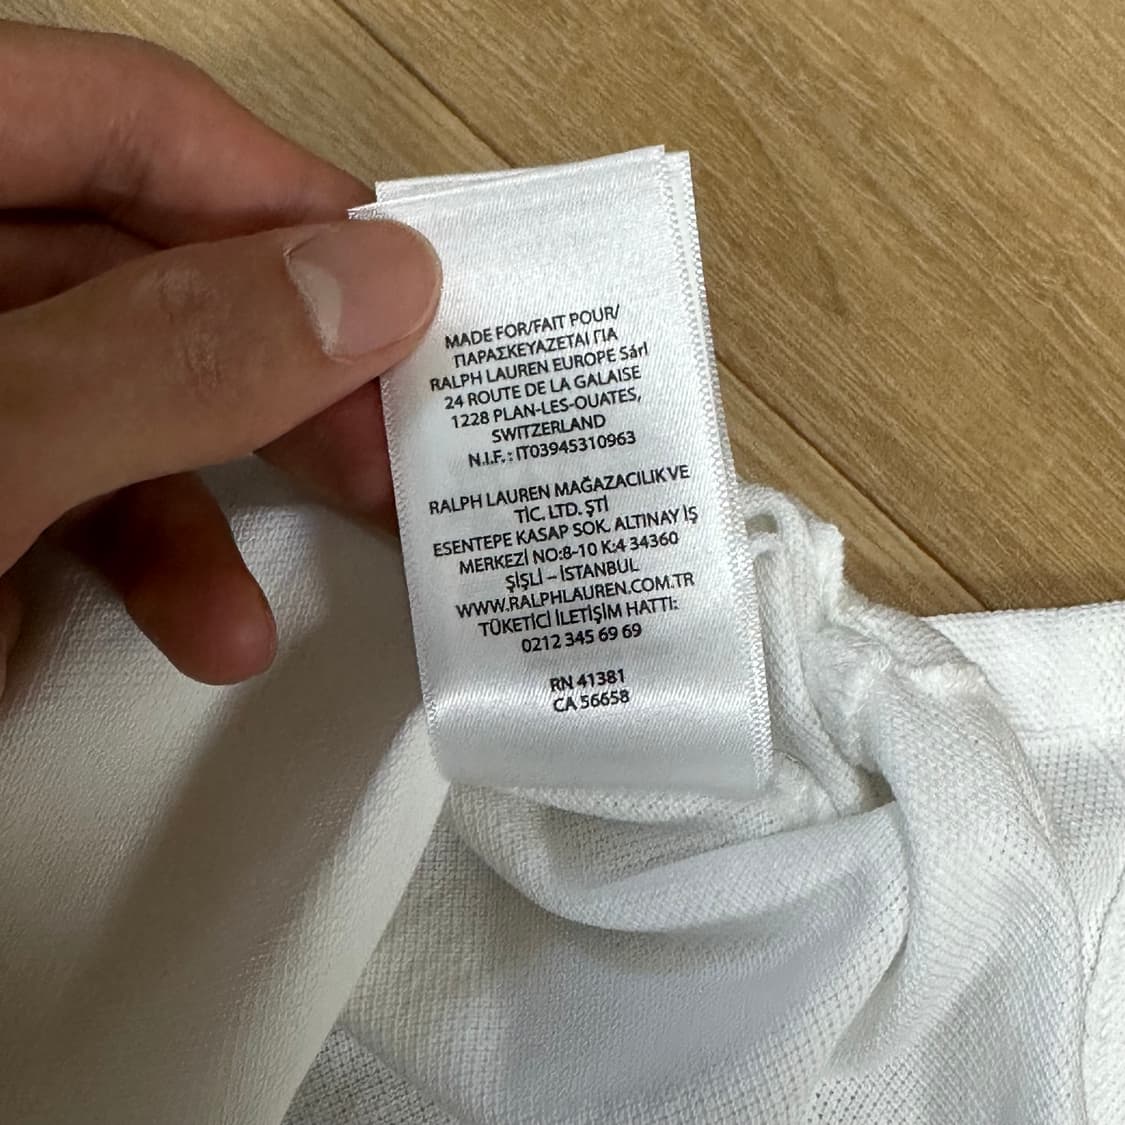 MADE FOR/FAIT POUR/
ΠΑΡΑΣΚΕΥΑΖΕΤΑΙ ΓΙΑ
RALPH LAUREN EUROPE Sárl
24 ROUTE DE LA GALAISE
1228 PLAN-LES-OUATES,
SWITZERLAND
N.I.F. : IT03945310963
RALPH LAUREN MAĞAZACILIK VE
TİC. LTD. ŞTİ
ESENTEPE KASAP SOK. ALTINAY İŞ
MERKEZİ NO:8-10 K:4 34360
ŞİŞLİ – İSTANBUL
WWW.RALPHLAUREN.COM.TR
TÜKETİCİ İLETİŞİM HATTI:
0212 345 69 69
RN 41381
CA 56658